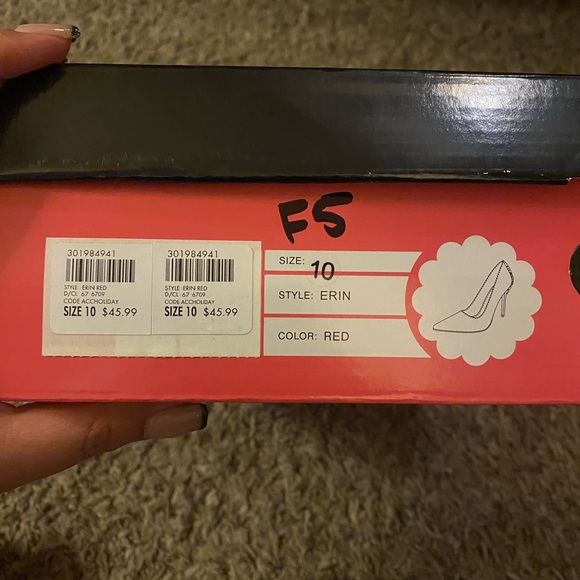 F5
301984941
STYLE ERIN RED
D/CL 67 6709
CODE ACCHOLIDAY
SIZE 10 $45.99
301984941
STYLE ERIN RED
D/CL 67 6709
CODE ACCHOLIDAY
SIZE 10 $45.99
SIZE: 10
STYLE: ERIN
COLOR: RED